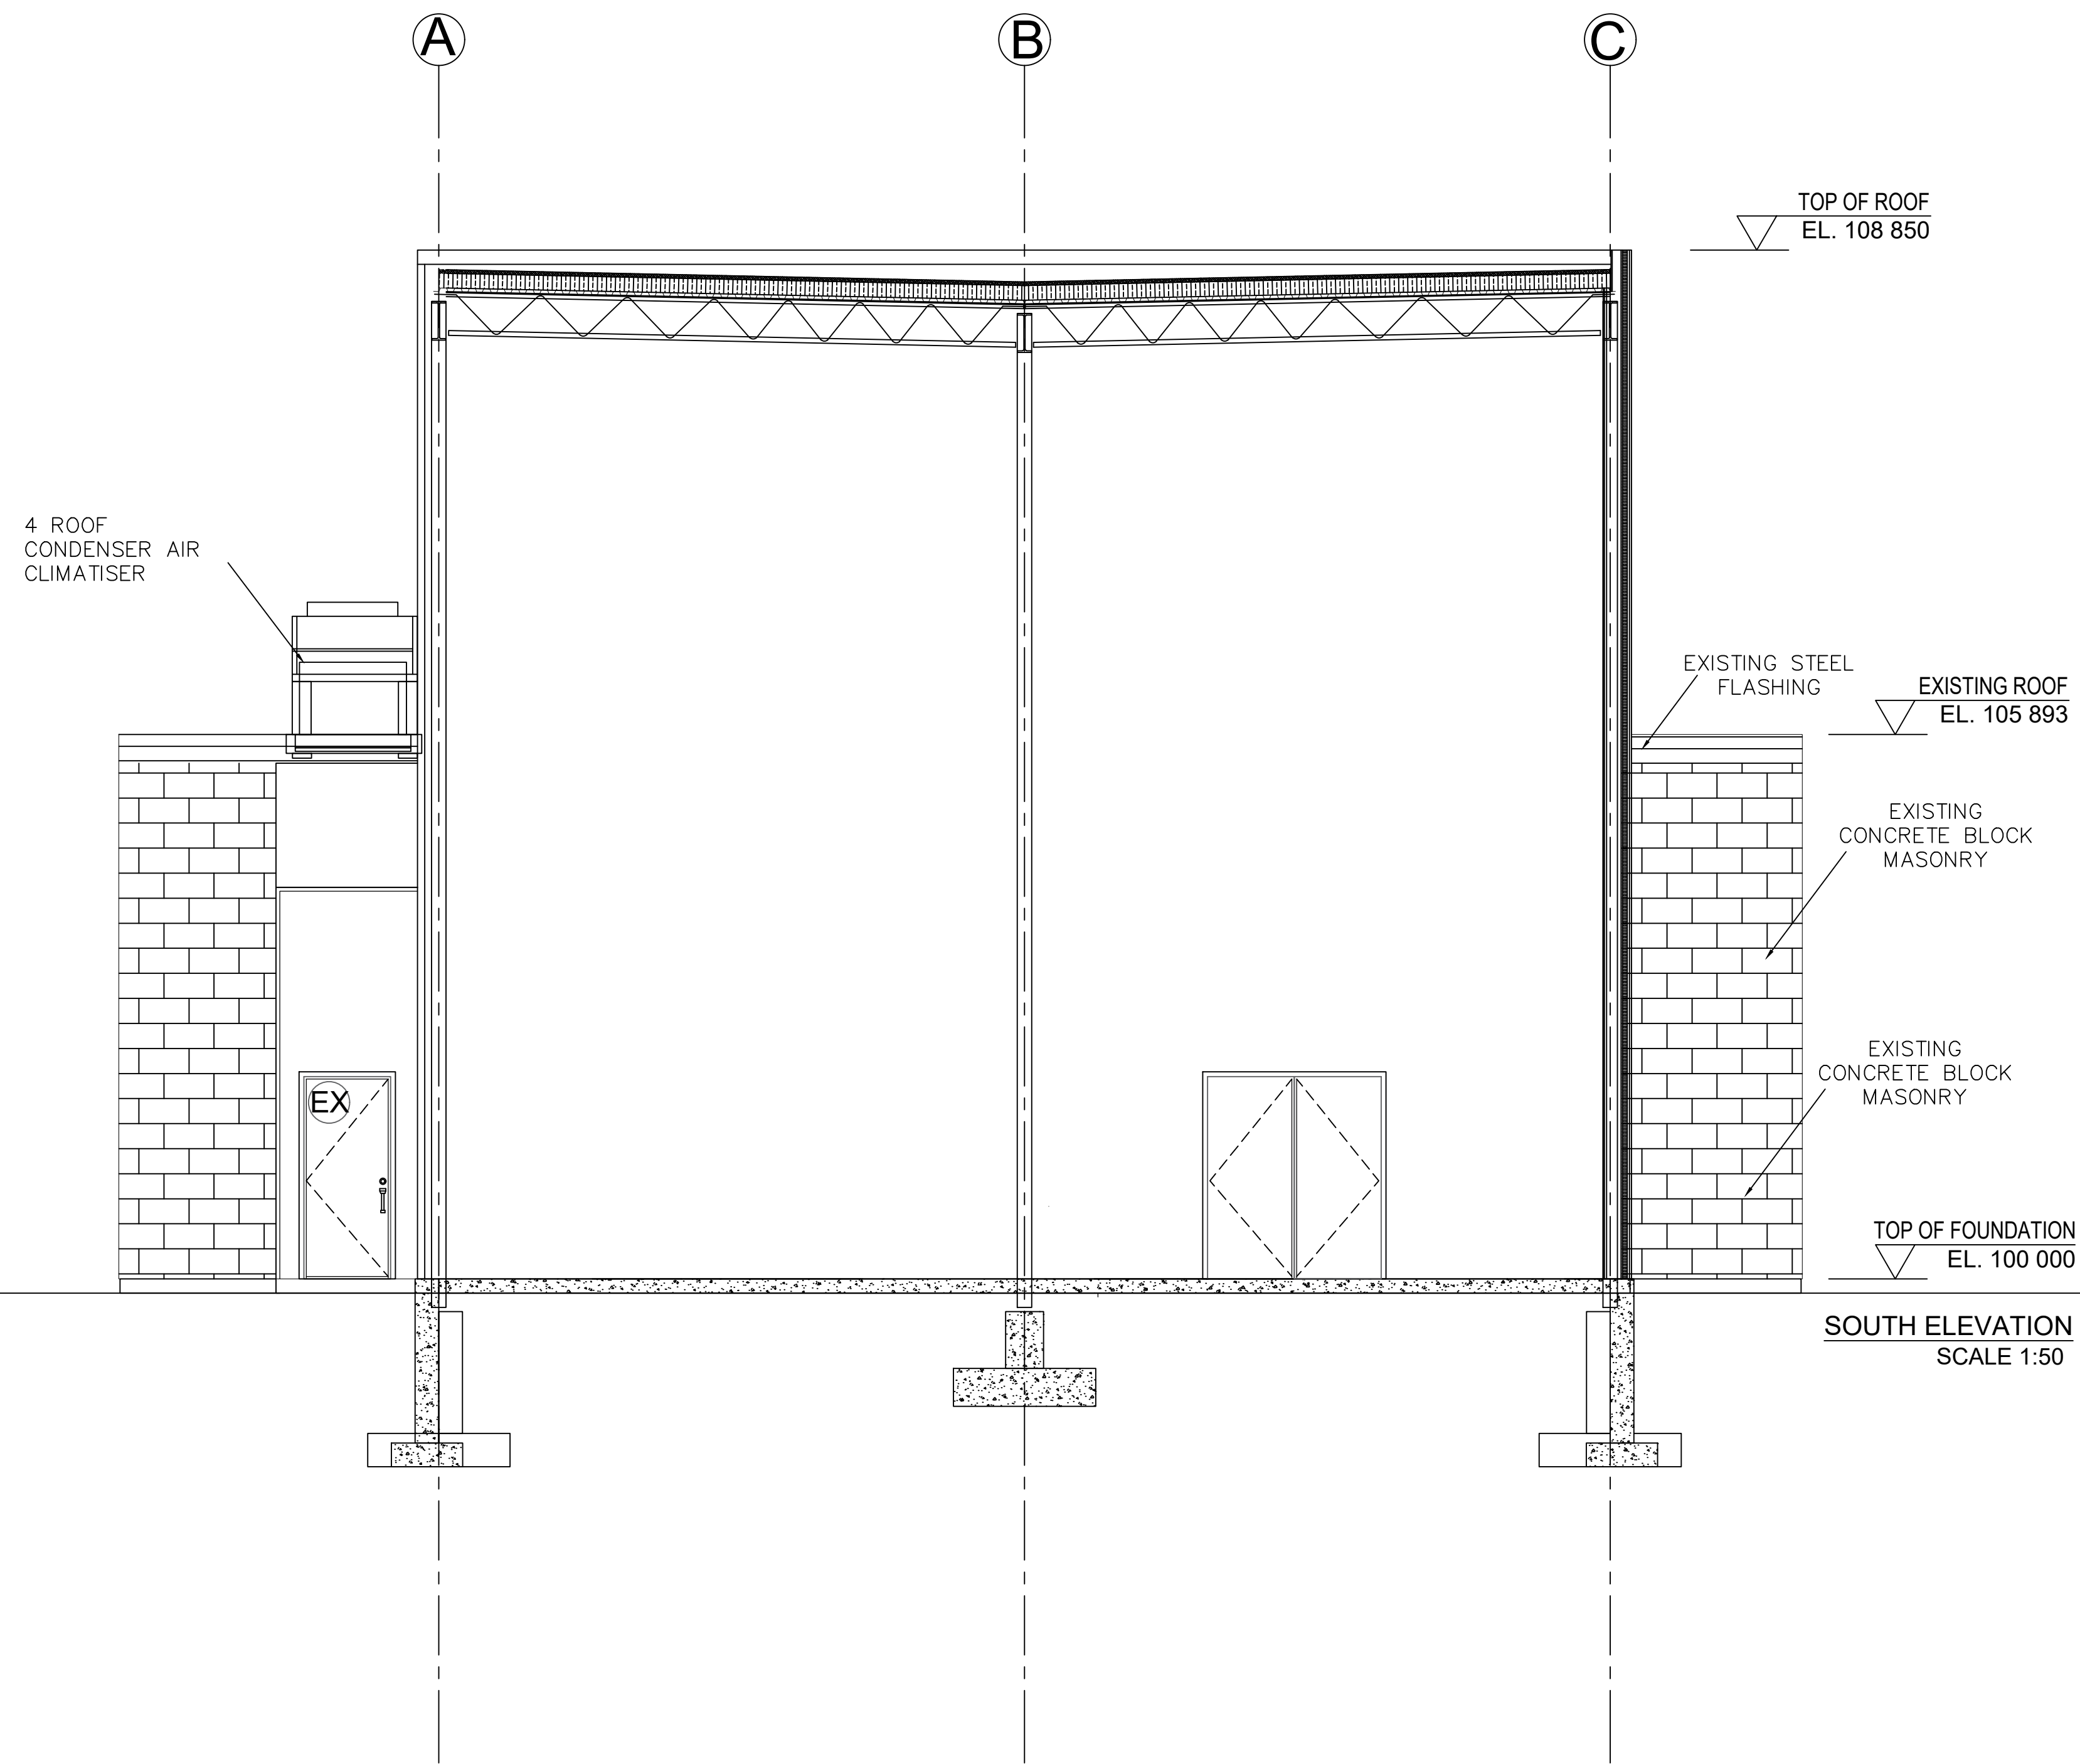 A
B
C
TOP OF ROOF
EL. 108 850
4 ROOF
CONDENSER AIR
CLIMATISER
EXISTING STEEL
FLASHING
EXISTING ROOF
EL. 105 893
EXISTING
CONCRETE BLOCK
MASONRY
EXISTING
CONCRETE BLOCK
MASONRY
EX
TOP OF FOUNDATION
EL. 100 000
SOUTH ELEVATION
SCALE 1:50